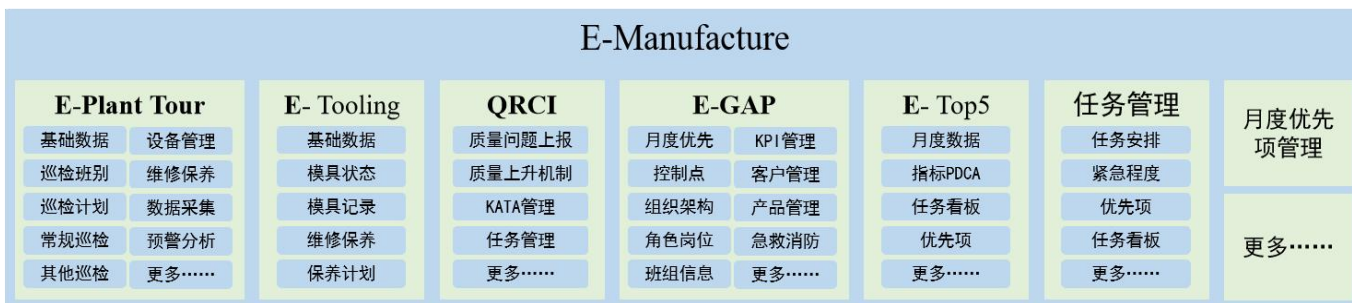 E-Manufacture
E-Plant Tour
基础数据
设备管理
巡检班别
维修保养
巡检计划
数据采集
常规巡检
预警分析
其他巡检
更多……
E- Tooling
基础数据
模具状态
模具记录
维修保养
保养计划
QRCI
质量问题上报
质量上升机制
KATA管理
任务管理
更多……
E-GAP
月度优先
KPI管理
控制点
客户管理
组织架构
产品管理
角色岗位
急救消防
班组信息
更多……
E- Top5
月度数据
指标PDCA
任务看板
优先项
更多……
任务管理
任务安排
紧急程度
优先项
任务看板
更多……
月度优先
项管理
更多……